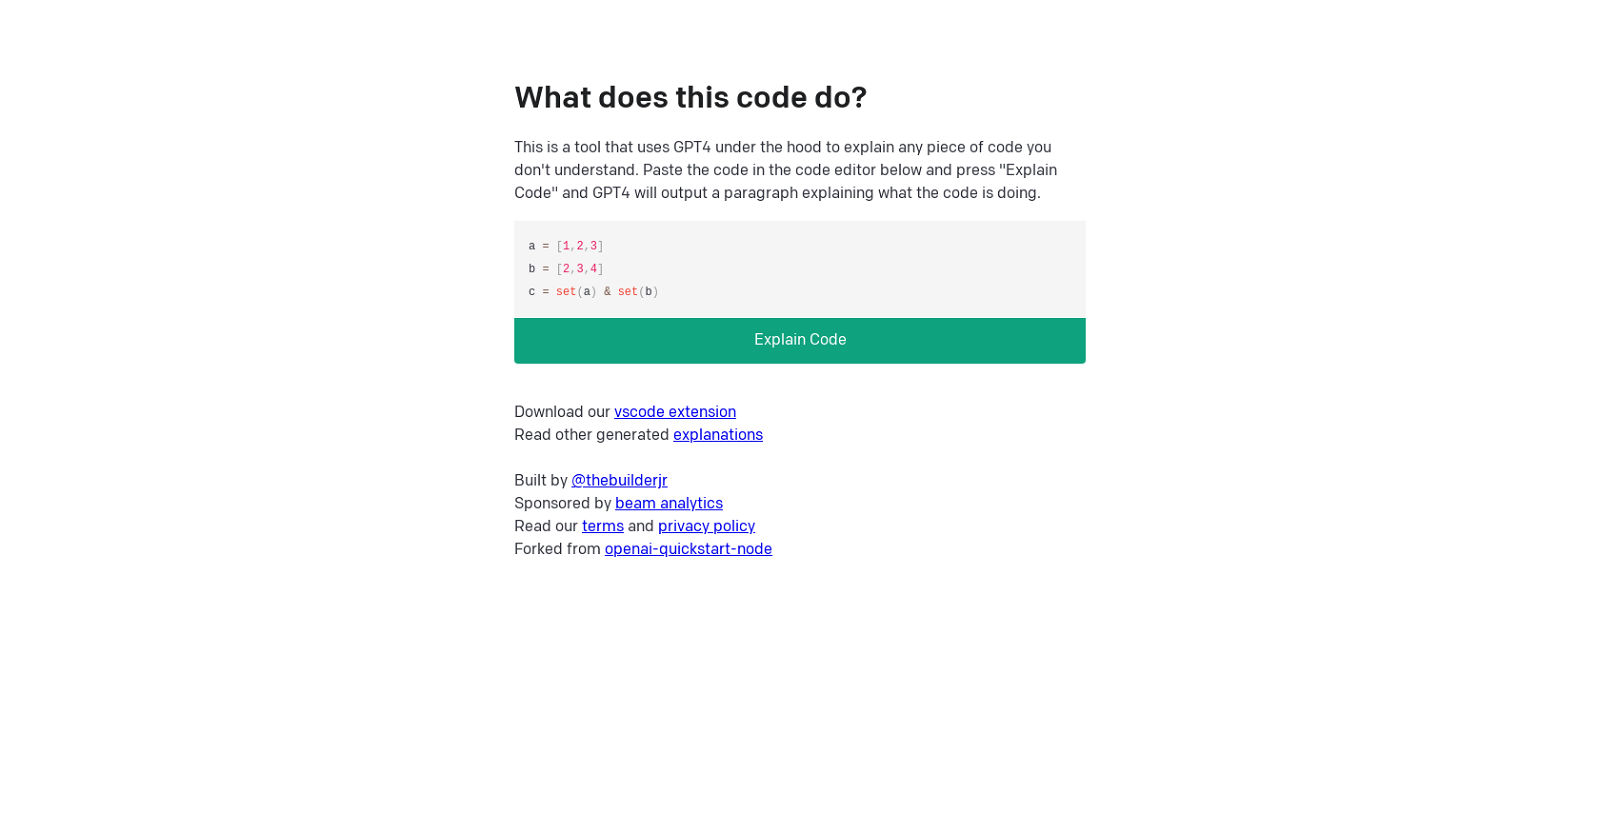 What does this code do?
This is a tool that uses GPT4 under the hood to explain any piece of code you
don't understand. Paste the code in the code editor below and press "Explain
Code" and GPT4 will output a paragraph explaining what the code is doing.
a = [1,2,3]
b = [2,3,4]
c = set(a) & set(b)
Explain Code
Download our vscode extension
Read other generated explanations
Built by @thebuilderjr
Sponsored by beam analytics
Read our terms and privacy policy
Forked from openai-quickstart-node